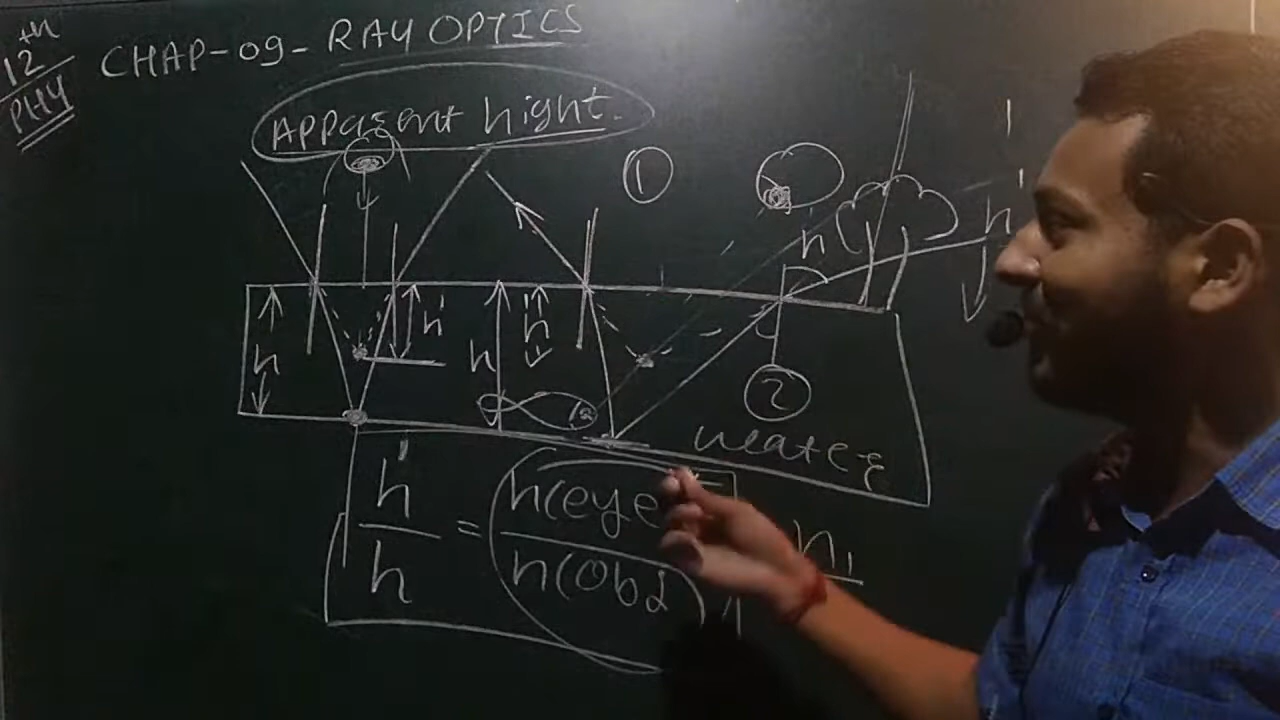 12th
PHY
CHAP-09-RAY OPTICS
Apparent hight.
①
h
h'
h
h'
h
h'
②
water
h'/h = n(eye)/n(Obj)
n1